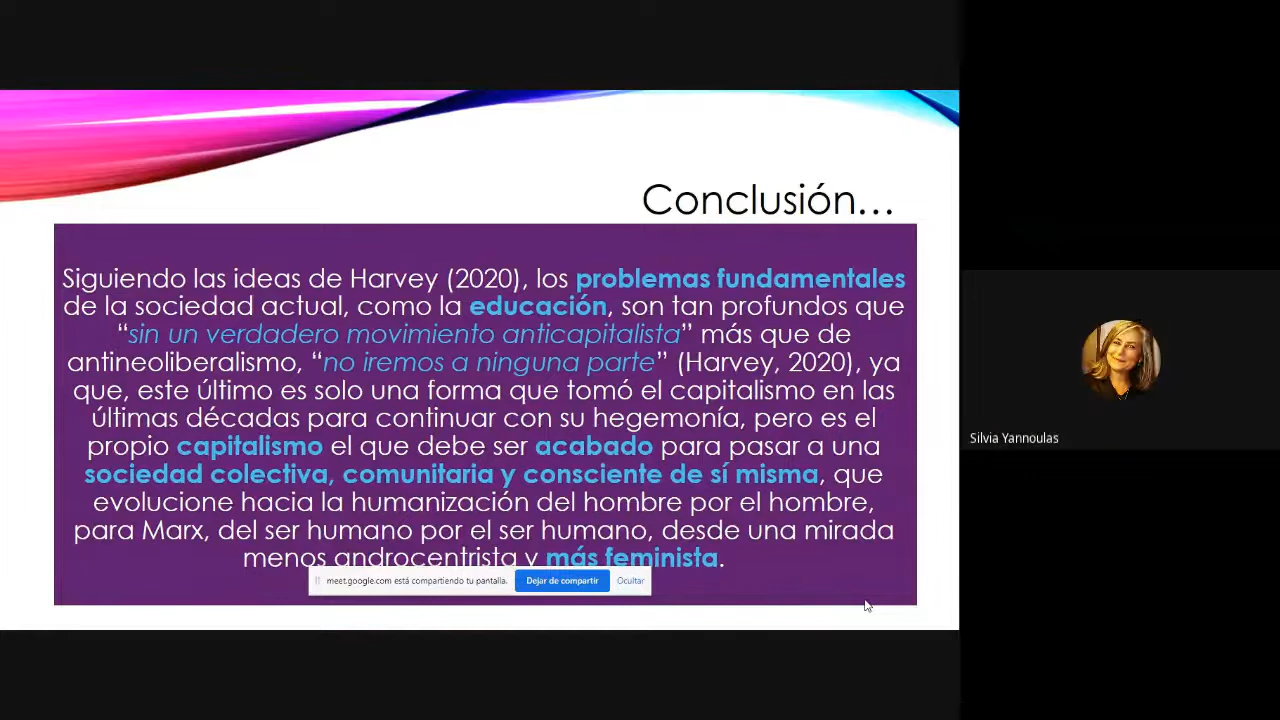 Conclusión...
Siguiendo las ideas de Harvey (2020), los problemas fundamentales
de la sociedad actual, como la educación, son tan profundos que
“sin un verdadero movimiento anticapitalista” más que de
antineoliberalismo, “no iremos a ninguna parte” (Harvey, 2020), ya
que, este último es solo una forma que tomó el capitalismo en las
últimas décadas para continuar con su hegemonía, pero es el
propio capitalismo el que debe ser acabado para pasar a una
sociedad colectiva, comunitaria y consciente de sí misma, que
evolucione hacia la humanización del hombre por el hombre,
para Marx, del ser humano por el ser humano, desde una mirada
menos androcentrista y más feminista.
meet.google.com está compartiendo tu pantalla. Dejar de compartir Ocultar
Silvia Yannoulas